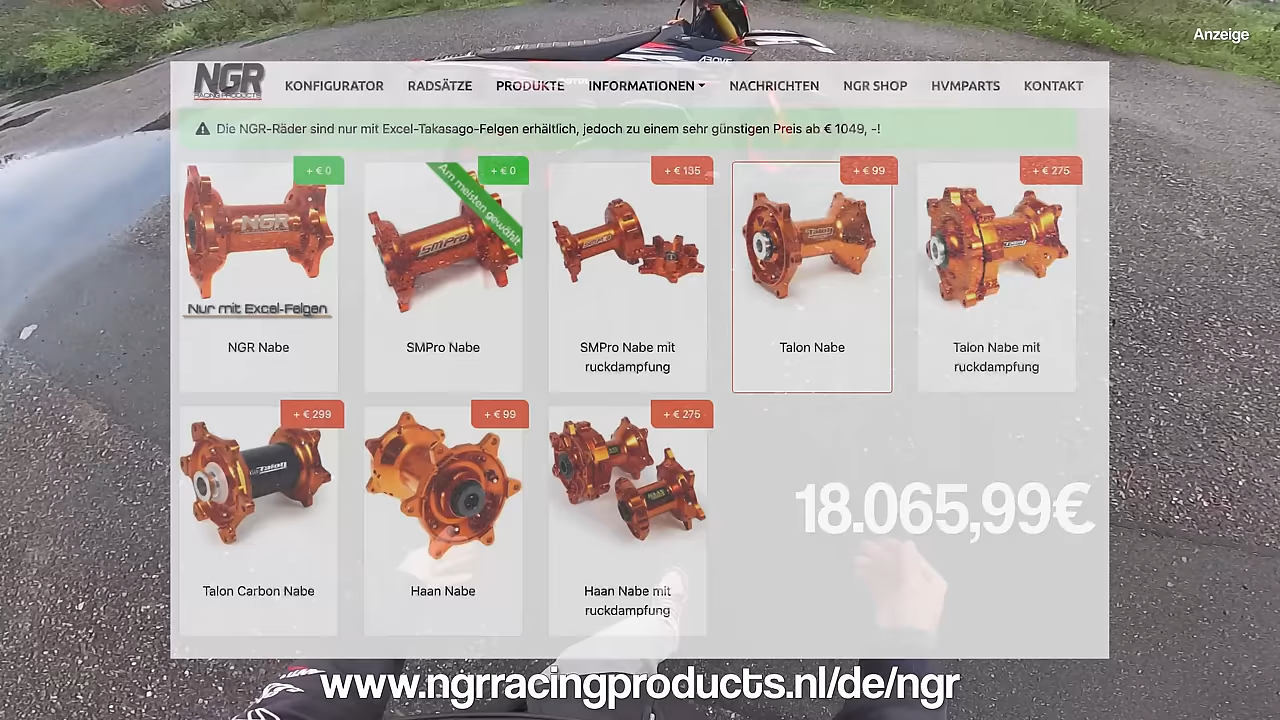 Anzeige
NGR
RACING PRODUCTS
KONFIGURATOR RADSÄTZE PRODUKTE INFORMATIONEN NACHRICHTEN NGR SHOP HVMPARTS KONTAKT
Die NGR-Räder sind nur mit Excel-Takasago-Felgen erhältlich, jedoch zu einem sehr günstigen Preis ab € 1049, -!
+ € 0
+ € 0
+ € 135
+ € 99
+ € 275
Am meisten gewählt
NGR
SMPro
Talon
Nur mit Excel-Felgen
NGR Nabe
SMPro Nabe
SMPro Nabe mit
ruckdampfung
Talon Nabe
Talon Nabe mit
ruckdampfung
+ € 299
+ € 99
+ € 275
Talon
18.065,99€
Talon Carbon Nabe
Haan Nabe
Haan Nabe mit
ruckdampfung
www.ngrracingproducts.nl/de/ngr